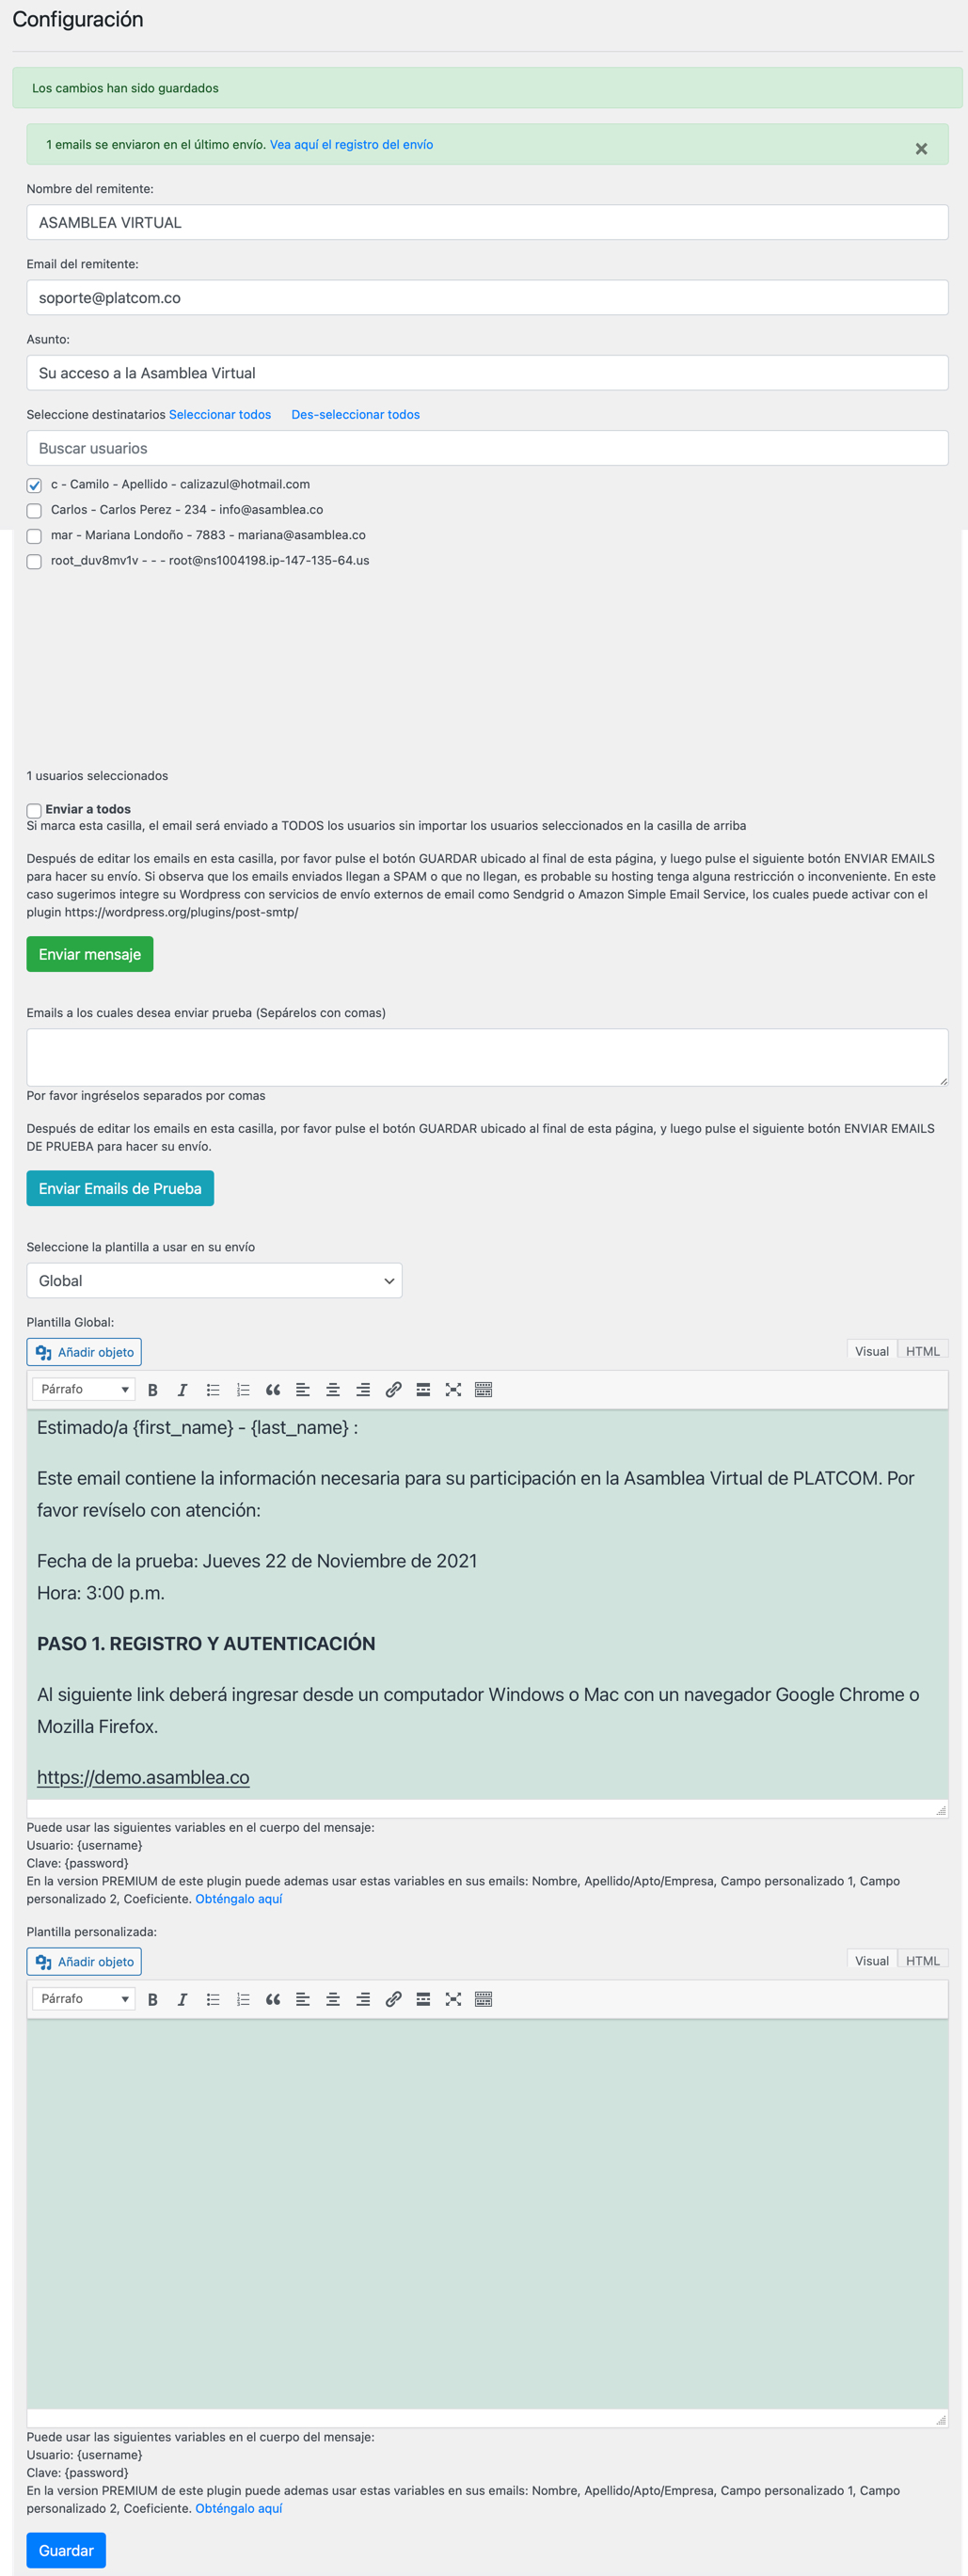 Configuración
Los cambios han sido guardados
1 emails se enviaron en el último envío. Vea aquí el registro del envío
×
Nombre del remitente:
ASAMBLEA VIRTUAL
Email del remitente:
soporte@platcom.co
Asunto:
Su acceso a la Asamblea Virtual
Seleccione destinatarios Seleccionar todos Des-seleccionar todos
Buscar usuarios
c - Camilo - Apellido - calizazul@hotmail.com
Carlos - Carlos Perez - 234 - info@asamblea.co
mar - Mariana Londoño - 7883 - mariana@asamblea.co
root_duv8mv1v - - - root@ns1004198.ip-147-135-64.us
1 usuarios seleccionados
Enviar a todos
Si marca esta casilla, el email será enviado a TODOS los usuarios sin importar los usuarios seleccionados en la casilla de arriba
Después de editar los emails en esta casilla, por favor pulse el botón GUARDAR ubicado al final de esta página, y luego pulse el siguiente botón ENVIAR EMAILS
para hacer su envío. Si observa que los emails enviados llegan a SPAM o que no llegan, es probable su hosting tenga alguna restricción o inconveniente. En este
caso sugerimos integre su Wordpress con servicios de envío externos de email como Sendgrid o Amazon Simple Email Service, los cuales puede activar con el
plugin https://wordpress.org/plugins/post-smtp/
Enviar mensaje
Emails a los cuales desea enviar prueba (Sepárelos con comas)
Por favor ingréselos separados por comas
Después de editar los emails en esta casilla, por favor pulse el botón GUARDAR ubicado al final de esta página, y luego pulse el siguiente botón ENVIAR EMAILS
DE PRUEBA para hacer su envío.
Enviar Emails de Prueba
Seleccione la plantilla a usar en su envío
Global
Plantilla Global:
Añadir objeto
Visual HTML
Párrafo
Estimado/a {first_name} - {last_name} :
Este email contiene la información necesaria para su participación en la Asamblea Virtual de PLATCOM. Por
favor revíselo con atención:
Fecha de la prueba: Jueves 22 de Noviembre de 2021
Hora: 3:00 p.m.
PASO 1. REGISTRO Y AUTENTICACIÓN
Al siguiente link deberá ingresar desde un computador Windows o Mac con un navegador Google Chrome o
Mozilla Firefox.
https://demo.asamblea.co
Puede usar las siguientes variables en el cuerpo del mensaje:
Usuario: {username}
Clave: {password}
En la version PREMIUM de este plugin puede ademas usar estas variables en sus emails: Nombre, Apellido/Apto/Empresa, Campo personalizado 1, Campo
personalizado 2, Coeficiente. Obténgalo aquí
Plantilla personalizada:
Añadir objeto
Visual HTML
Párrafo
Puede usar las siguientes variables en el cuerpo del mensaje:
Usuario: {username}
Clave: {password}
En la version PREMIUM de este plugin puede ademas usar estas variables en sus emails: Nombre, Apellido/Apto/Empresa, Campo personalizado 1, Campo
personalizado 2, Coeficiente. Obténgalo aquí
Guardar